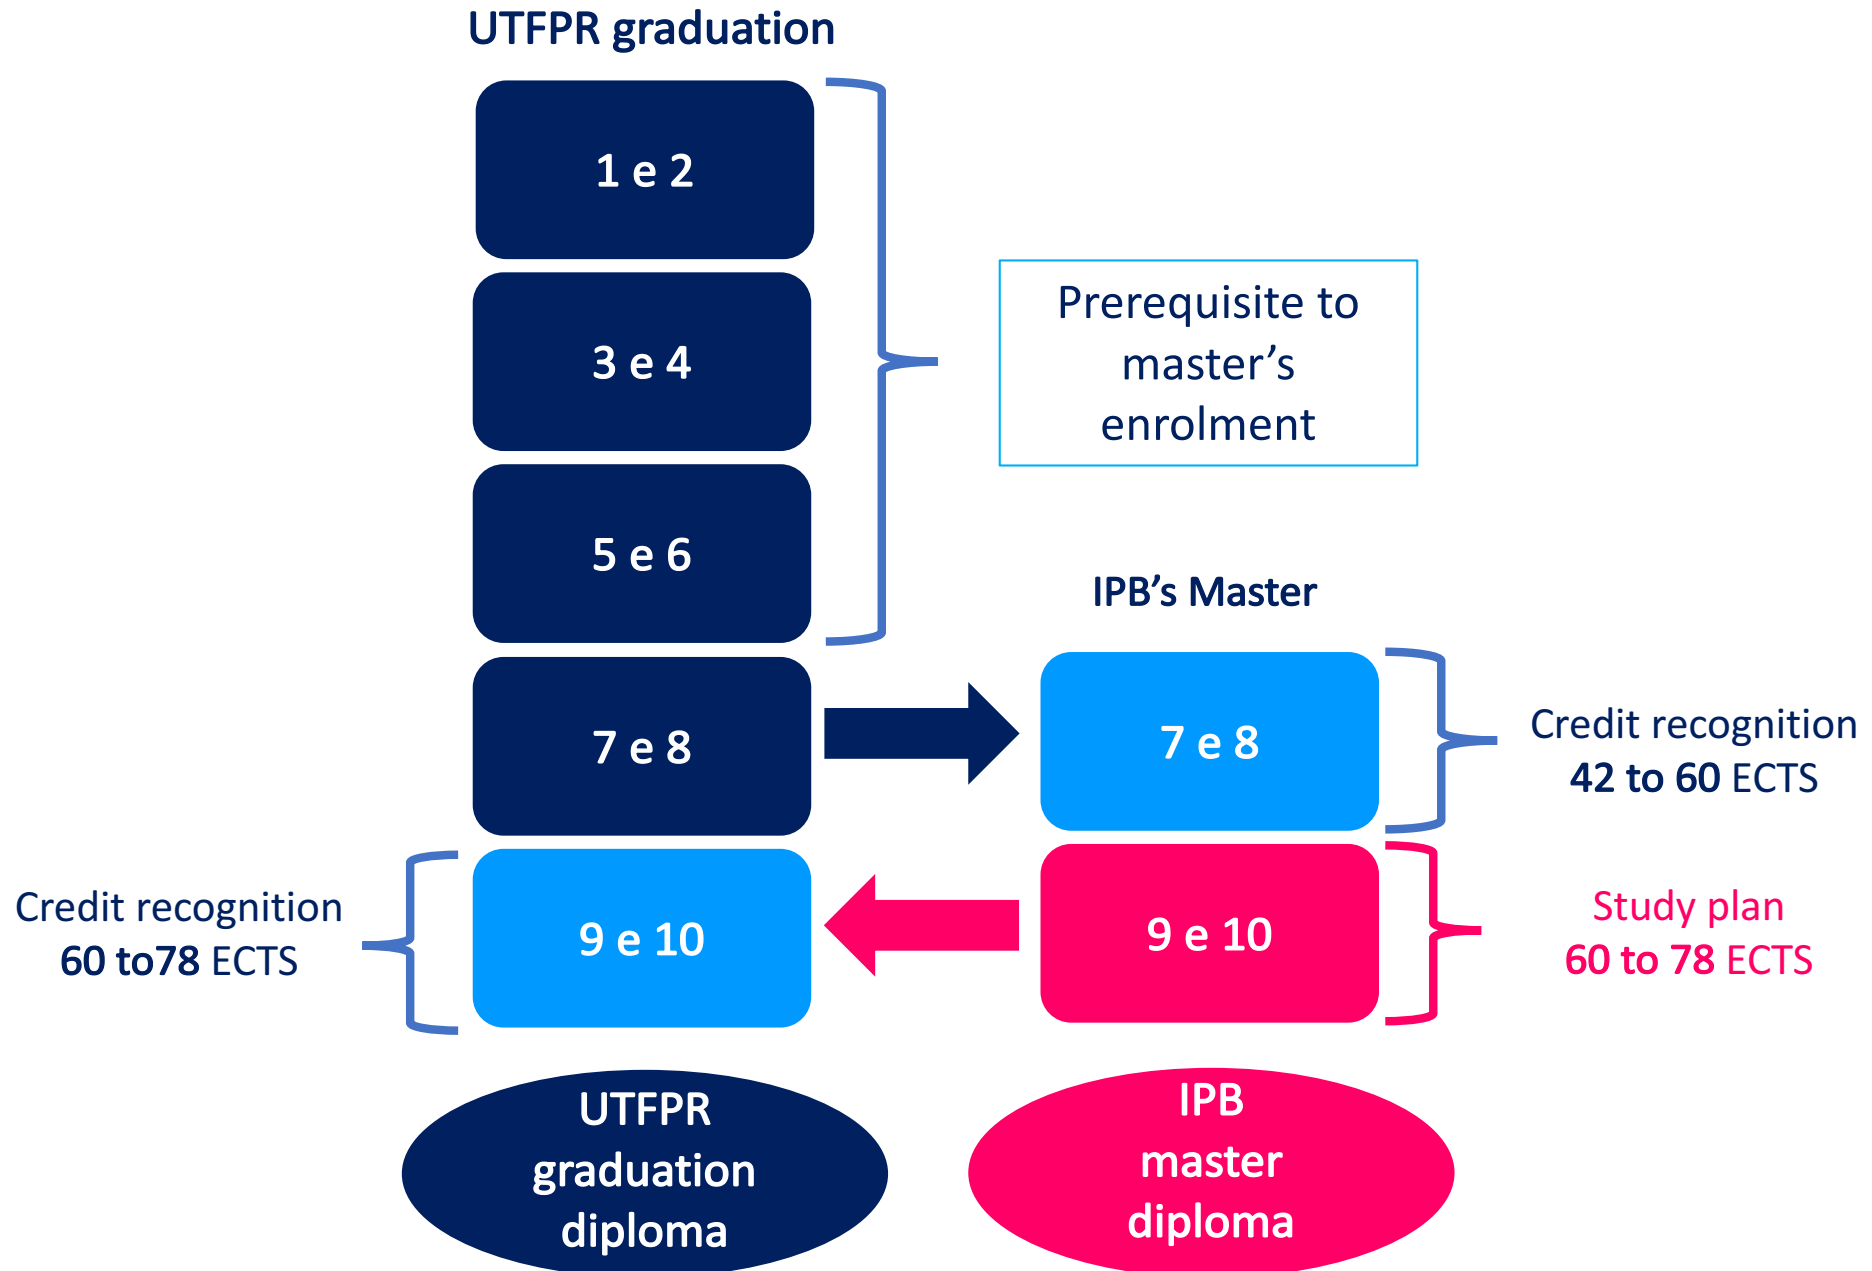 UTFPR graduation
1 e 2
3 e 4
Prerequisite to
master’s
enrolment
5 e 6
IPB’s Master
7 e 8
7 e 8
Credit recognition
42 to 60 ECTS
Credit recognition
60 to78 ECTS
9 e 10
9 e 10
Study plan
60 to 78 ECTS
UTFPR
graduation
diploma
IPB
master
diploma